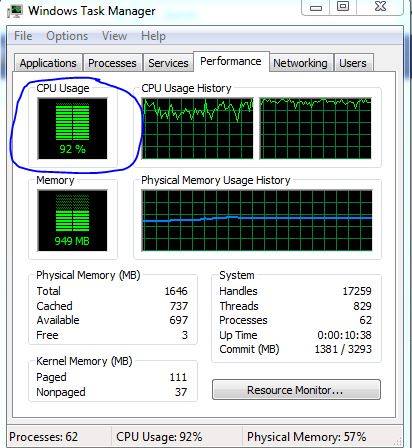 Windows Task Manager
File Options View Help
Applications Processes Services Performance Networking Users
CPU Usage CPU Usage History
92 %
Memory Physical Memory Usage History
949 MB
Physical Memory (MB) System
Total 1646 Handles 17259
Cached 737 Threads 829
Available 697 Processes 62
Free 3 Up Time 0:00:10:38
Commit (MB) 1381 / 3293
Kernel Memory (MB)
Paged 111
Nonpaged 37
Resource Monitor...
Processes: 62 CPU Usage: 92% Physical Memory: 57%